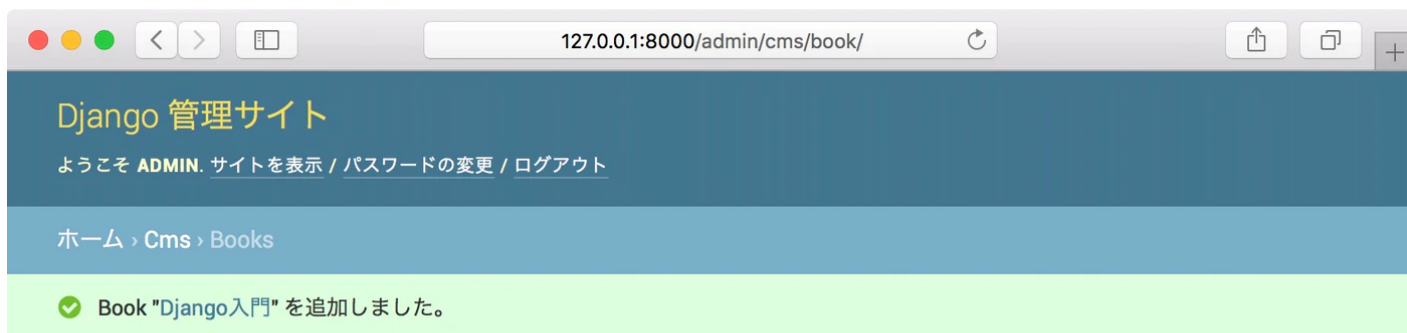 127.0.0.1:8000/admin/cms/book/
Django 管理サイト
ようこそ ADMIN. サイトを表示 / パスワードの変更 / ログアウト
ホーム › Cms › Books
Book "Django入門" を追加しました。